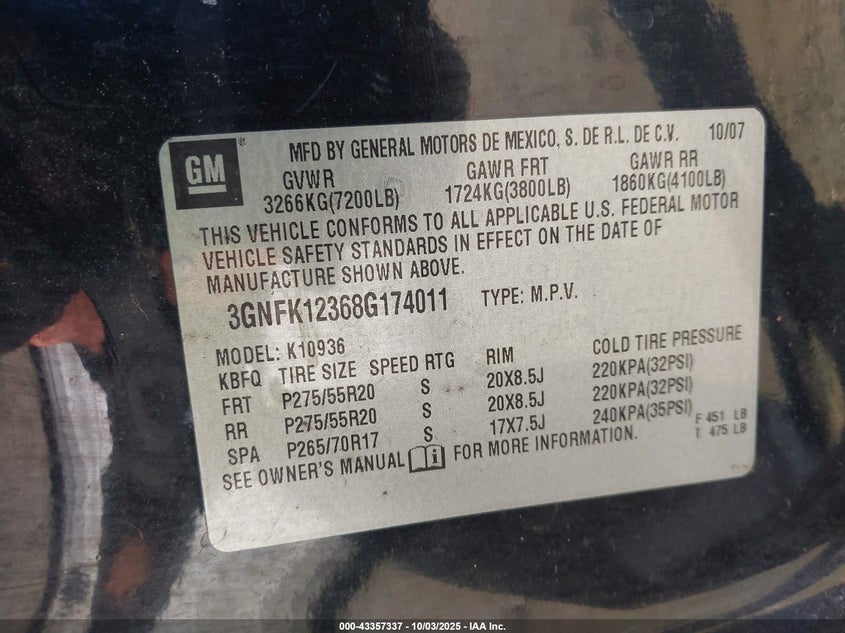 GM
®
MFD BY GENERAL MOTORS DE MEXICO, S. DE R.L. DE C.V. 10/07
GVWR GAWR FRT GAWR RR
3266KG(7200LB) 1724KG(3800LB) 1860KG(4100LB)
THIS VEHICLE CONFORMS TO ALL APPLICABLE U.S. FEDERAL MOTOR
VEHICLE SAFETY STANDARDS IN EFFECT ON THE DATE OF
MANUFACTURE SHOWN ABOVE.
3GNFK12368G174011 TYPE: M.P.V.
MODEL: K10936
KBFQ TIRE SIZE SPEED RTG RIM COLD TIRE PRESSURE
FRT P275/55R20 S 20X8.5J 220KPA(32PSI)
RR P275/55R20 S 20X8.5J 220KPA(32PSI)
SPA P265/70R17 S 17X7.5J 240KPA(35PSI) F 451 LB
T 475 LB
SEE OWNER'S MANUAL i FOR MORE INFORMATION.
000-43357337 - 10/03/2025 - IAA Inc.